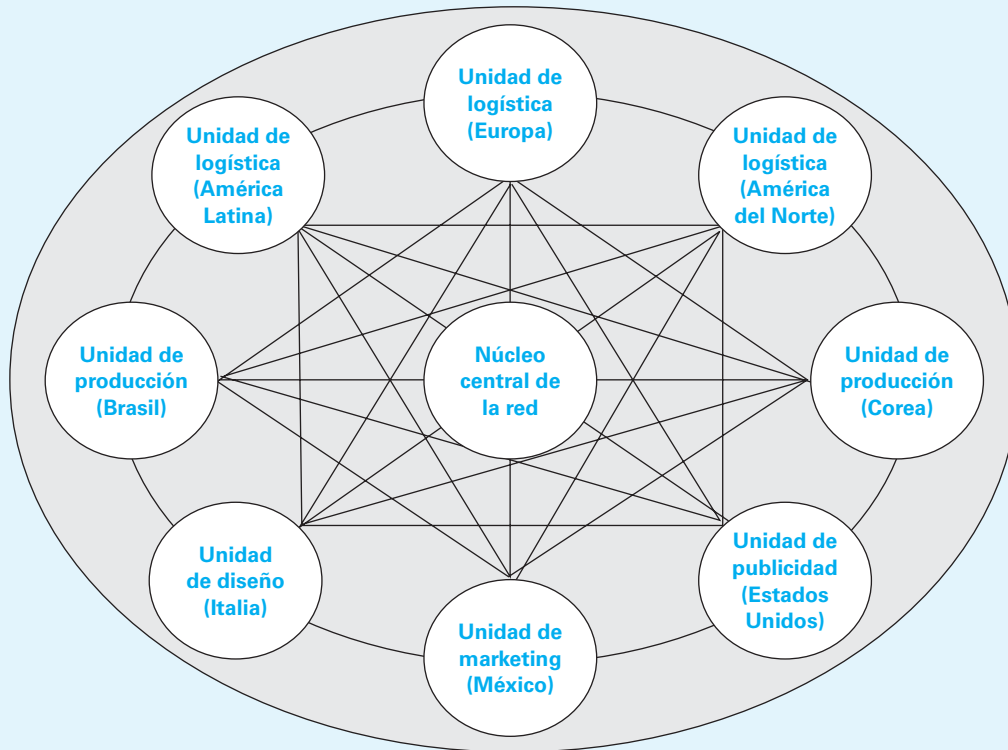 Unidad de
logística
(Europa)
Unidad de
logística
(América
Latina)
Unidad de
logística
(América
del Norte)
Unidad de
producción
(Brasil)
Núcleo
central de
la red
Unidad de
producción
(Corea)
Unidad
de diseño
(Italia)
Unidad de
marketing
(México)
Unidad de
publicidad
(Estados
Unidos)